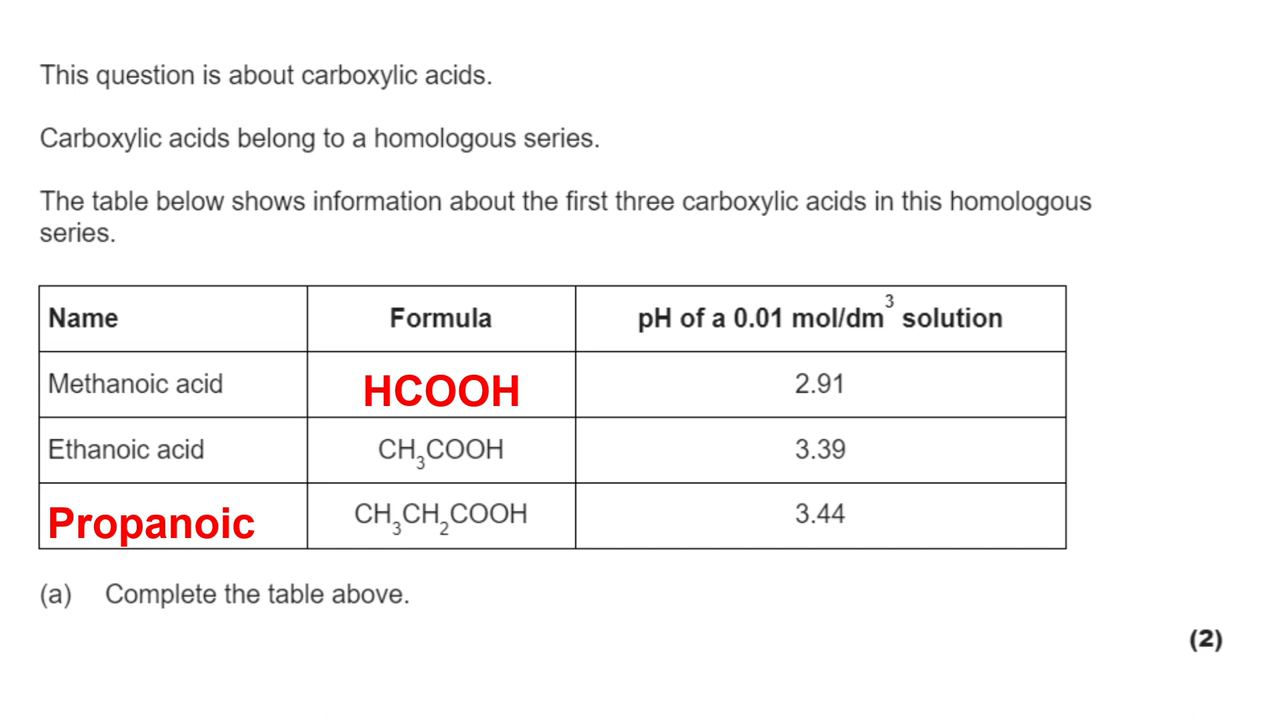 This question is about carboxylic acids.
Carboxylic acids belong to a homologous series.
The table below shows information about the first three carboxylic acids in this homologous
series.
Name Formula pH of a 0.01 mol/dm³ solution
Methanoic acid HCOOH 2.91
Ethanoic acid CH₃COOH 3.39
Propanoic CH₃CH₂COOH 3.44
(a) Complete the table above.
(2)